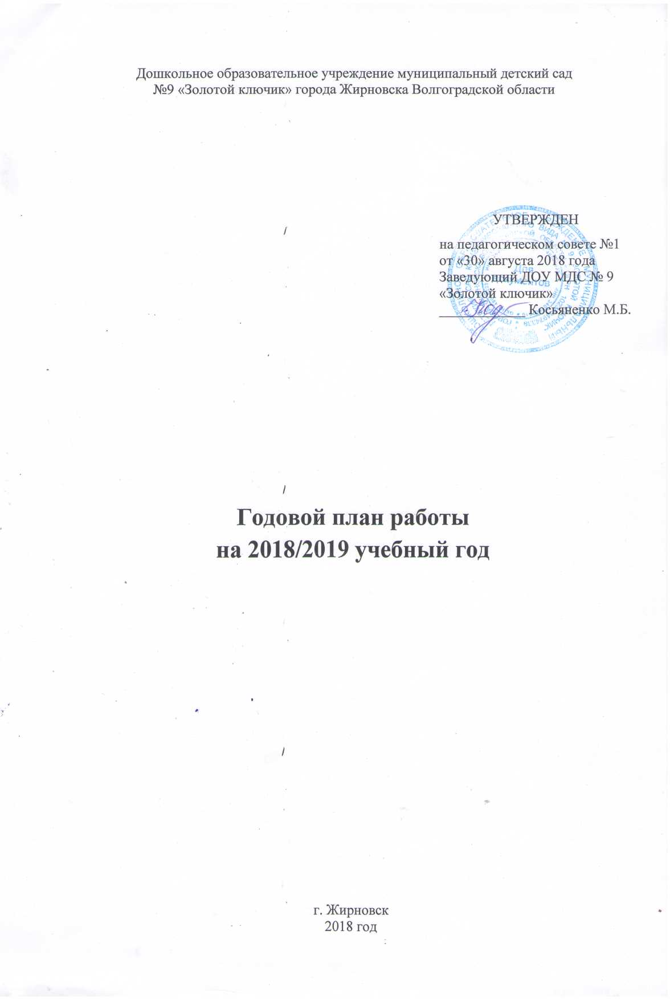 Дошкольное образовательное учреждение муниципальный детский сад
№9 «Золотой ключик» города Жирновска Волгоградской области
УТВЕРЖДЕН
на педагогическом совете №1
от «30» августа 2018 года
Заведующий ДОУ МДС № 9
«Золотой ключик»
Косьяненко М.Б.
Для
документов
Годовой план работы
на 2018/2019 учебный год
г. Жирновск
2018 год